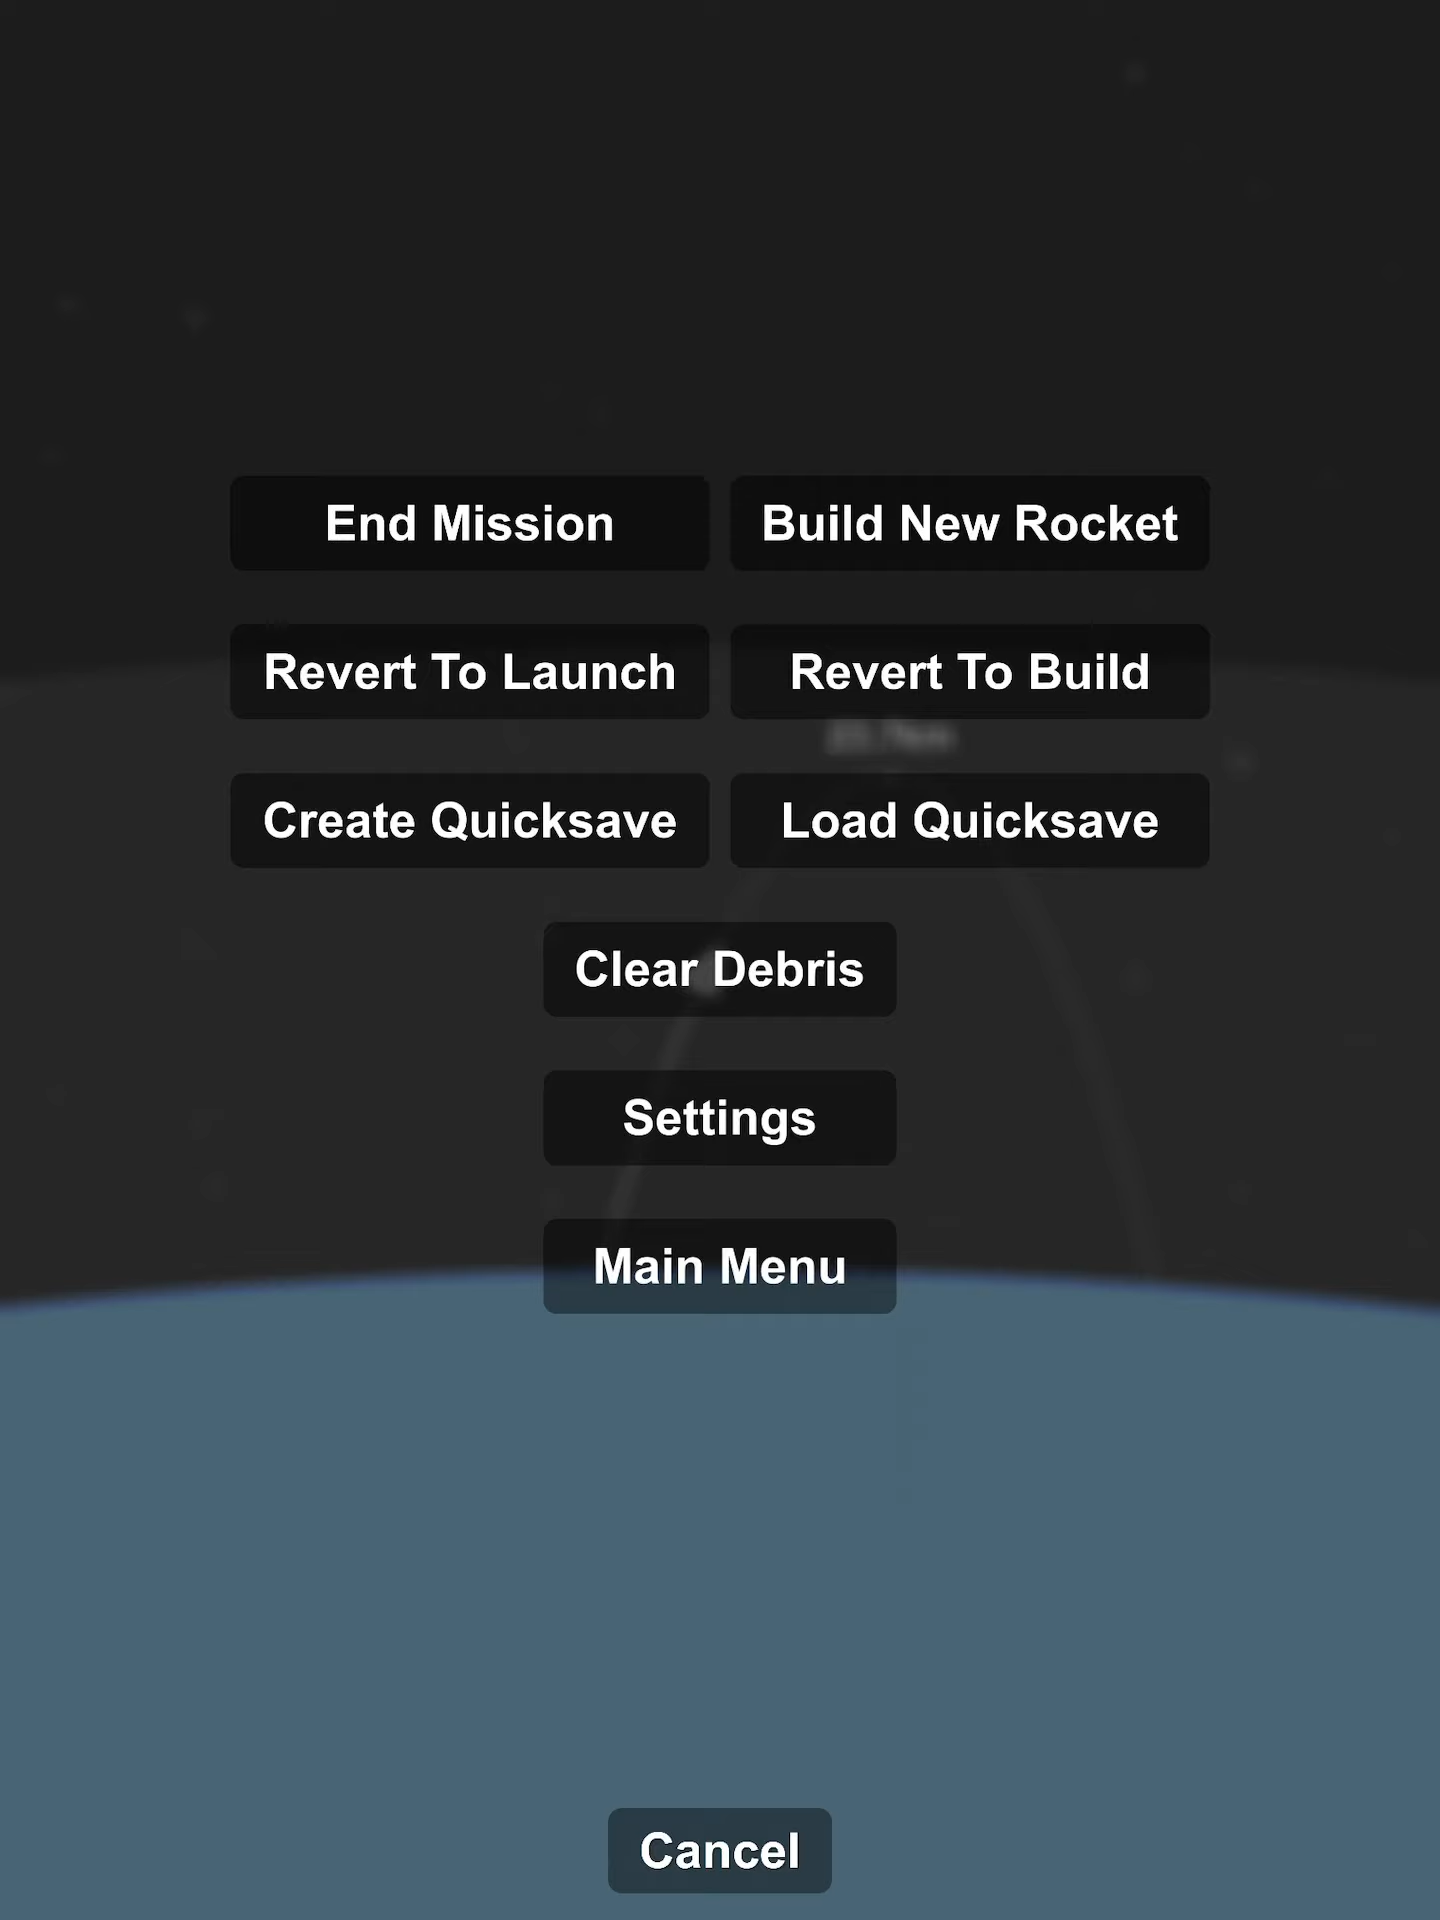 End Mission
Build New Rocket
Revert To Launch
Revert To Build
Create Quicksave
Load Quicksave
Clear Debris
Settings
Main Menu
Cancel